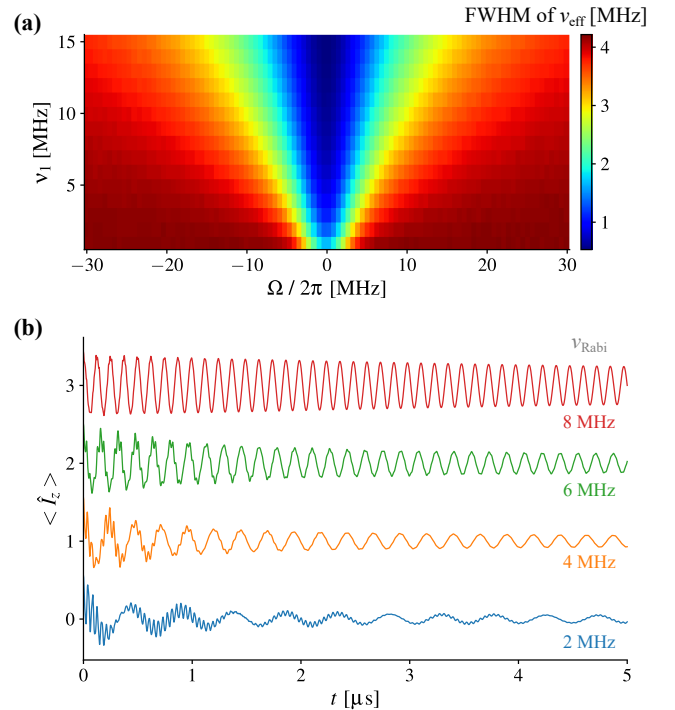 (a)
FWHM of ν_eff [MHz]
15
10
5
ν₁ [MHz]
−30
−20
−10
0
10
20
30
Ω / 2π [MHz]
4
3
2
1
(b)
ν_Rabi
3
8 MHz
2
6 MHz
1
4 MHz
0
2 MHz
< Î_z >
0
1
2
3
4
5
t [μs]